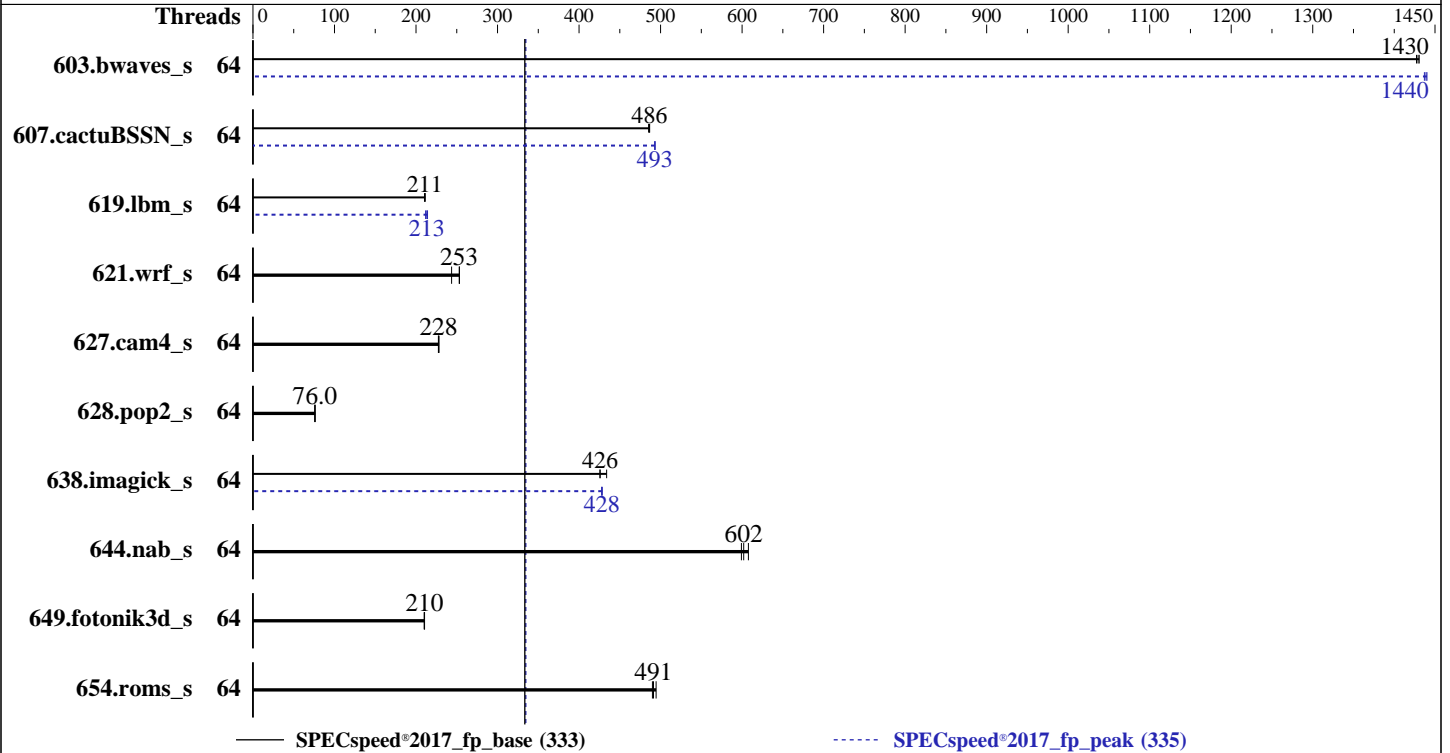 Threads 0 100 200 300 400 500 600 700 800 900 1000 1100 1200 1300 1450
603.bwaves_s 64 1430
1440
607.cactuBSSN_s 64 486
493
619.lbm_s 64 211
213
621.wrf_s 64 253
627.cam4_s 64 228
628.pop2_s 64 76.0
638.imagick_s 64 426
428
644.nab_s 64 602
649.fotonik3d_s 64 210
654.roms_s 64 491
SPECspeed®2017_fp_base (333) SPECspeed®2017_fp_peak (335)